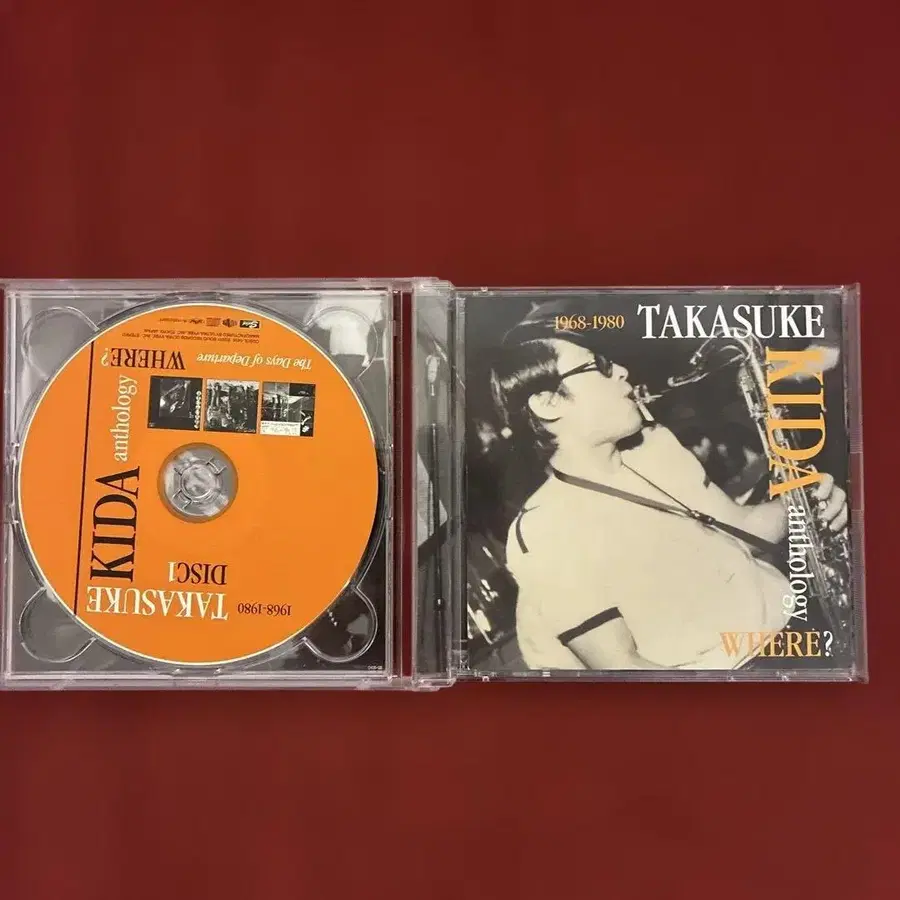 The Days of Departure
WHERE?
TAKASUKE
KIDA anthology
DISC1
1968-1980
1968-1980 TAKASUKE
KIDA anthology
WHERE?